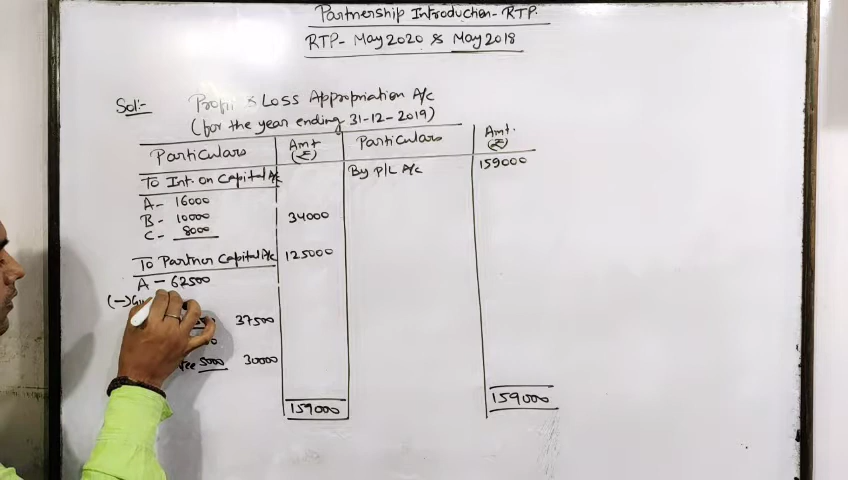 Partnership Introduction - RTP.
RTP - May 2020 & May 2018
Sol:- Profit & Loss Appropriation A/c
(for the year ending 31-12-2019)
Particulars Amt (₹) Particulars Amt. (₹)
To Int. on Capital A/c By P/L A/c 159000
A - 16000
B - 10000 34000
C - 8000
To Partner Capital A/c 125000
A - 62500
(-)
37500
5000 30000
159000 159000